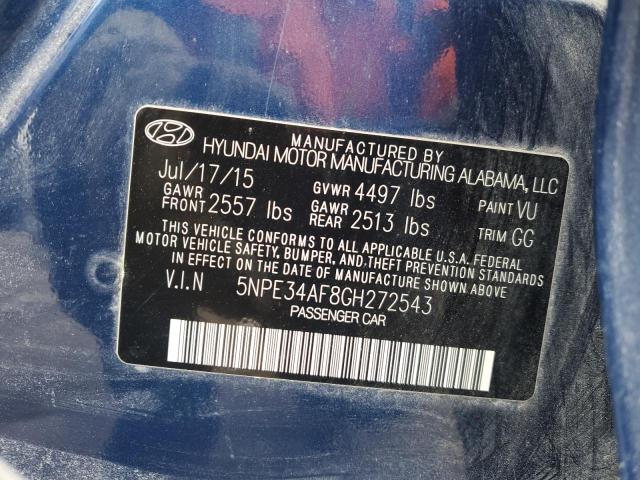 MANUFACTURED BY
HYUNDAI MOTOR MANUFACTURING ALABAMA, LLC
Jul/17/15 GVWR 4497 lbs PAINT VU
GAWR FRONT 2557 lbs GAWR REAR 2513 lbs TRIM GG
THIS VEHICLE CONFORMS TO ALL APPLICABLE U.S.A. FEDERAL
MOTOR VEHICLE SAFETY, BUMPER, AND THEFT PREVENTION STANDARDS
IN EFFECT ON THE DATE OF MANUFACTURE SHOWN ABOVE.
V.I.N 5NPE34AF8GH272543
PASSENGER CAR